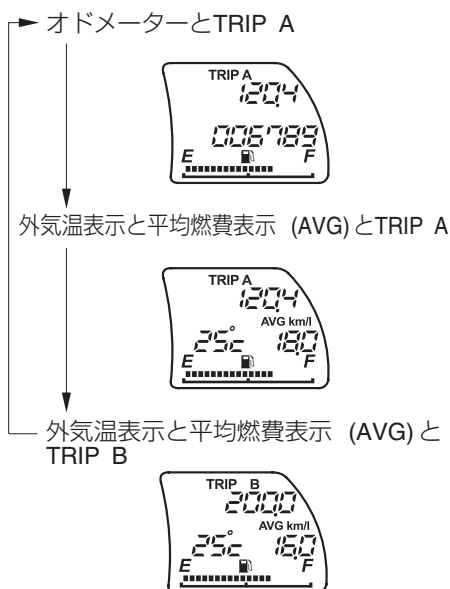 オドメーターとTRIP A
TRIP A
120.4
006789
E F
外気温表示と平均燃費表示 (AVG)とTRIP A
TRIP A
120.4
AVG km/l
25°c 18.0
E F
外気温表示と平均燃費表示 (AVG)と
TRIP B
TRIP B
200.0
AVG km/l
25°c 16.0
E F